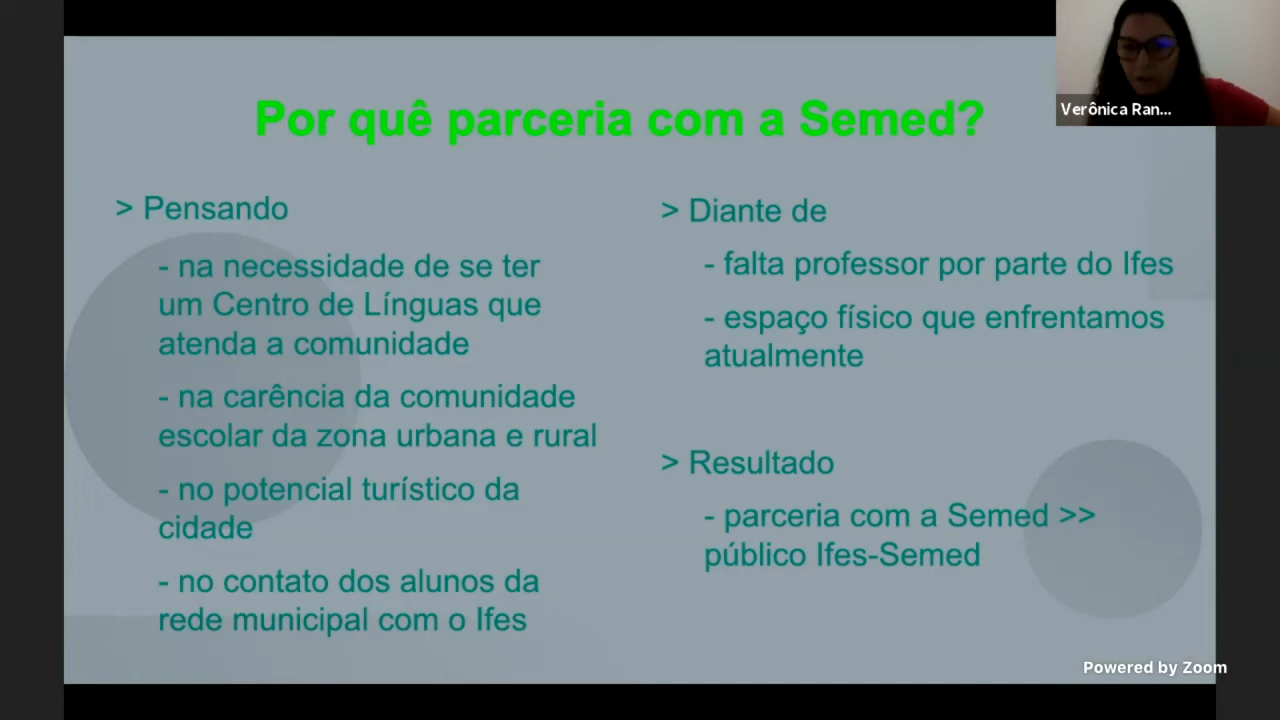 Por quê parceria com a Semed?
> Pensando
- na necessidade de se ter
um Centro de Línguas que
atenda a comunidade
- na carência da comunidade
escolar da zona urbana e rural
- no potencial turístico da
cidade
- no contato dos alunos da
rede municipal com o Ifes
> Diante de
- falta professor por parte do Ifes
- espaço físico que enfrentamos
atualmente
> Resultado
- parceria com a Semed >>
público Ifes-Semed
Verônica Ran...
Powered by Zoom